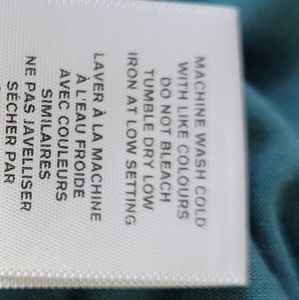 MACHINE WASH COLD
WITH LIKE COLOURS
DO NOT BLEACH
TUMBLE DRY LOW
IRON AT LOW SETTING
LAVER À LA MACHINE
À L'EAU FROIDE
AVEC COULEURS
SIMILAIRES
NE PAS JAVELLISER
SÉCHER PAR